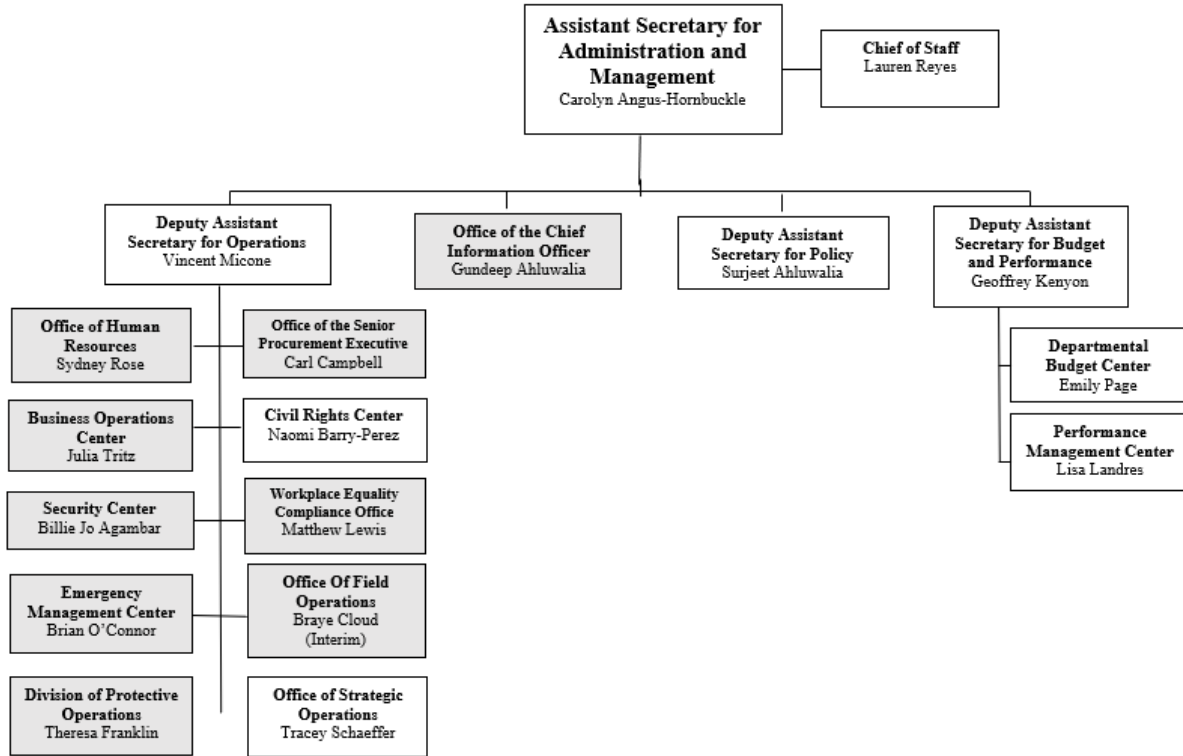 Assistant Secretary for
Administration and
Management
Carolyn Angus-Hornbuckle
Chief of Staff
Lauren Reyes
Deputy Assistant
Secretary for Operations
Vincent Micone
Office of the Chief
Information Officer
Gundeep Ahluwalia
Deputy Assistant
Secretary for Policy
Surjeet Ahluwalia
Deputy Assistant
Secretary for Budget
and Performance
Geoffrey Kenyon
Office of Human
Resources
Sydney Rose
Office of the Senior
Procurement Executive
Carl Campbell
Departmental
Budget Center
Emily Page
Business Operations
Center
Julia Tritz
Civil Rights Center
Naomi Barry-Perez
Performance
Management Center
Lisa Landres
Security Center
Billie Jo Agambar
Workplace Equality
Compliance Office
Matthew Lewis
Emergency
Management Center
Brian O’Connor
Office Of Field
Operations
Braye Cloud
(Interim)
Division of Protective
Operations
Theresa Franklin
Office of Strategic
Operations
Tracey Schaeffer